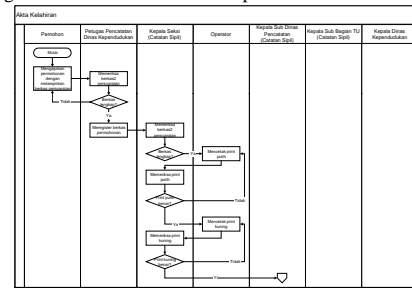 Akta Kelahiran
Pemohon
Petugas Pencatatan
Dinas Kependudukan
Kepala Seksi
(Catatan Sipil)
Operator
Kepala Sub Dinas
Pencatatan
(Catatan Sipil)
Kepala Sub Bagian TU
(Catatan Sipil)
Kepala Dinas
Kependudukan
Mulai
Mengajukan
permohonan
dengan
melampirkan
berkas persyaratan
Memeriksa
berkas2
persyaratan
Tidak
Berkas
lengkap?
Ya
Meregister berkas
permohonan
Memeriksa
berkas2
persyaratan
Berkas
lengkap?
Ya
Mencetak print
putih
Memeriksa print
putih
Print putih
benar?
Tidak
Ya
Mencetak print
kuning
Memeriksa print
kuning
Print kuning
benar?
Tidak
Ya